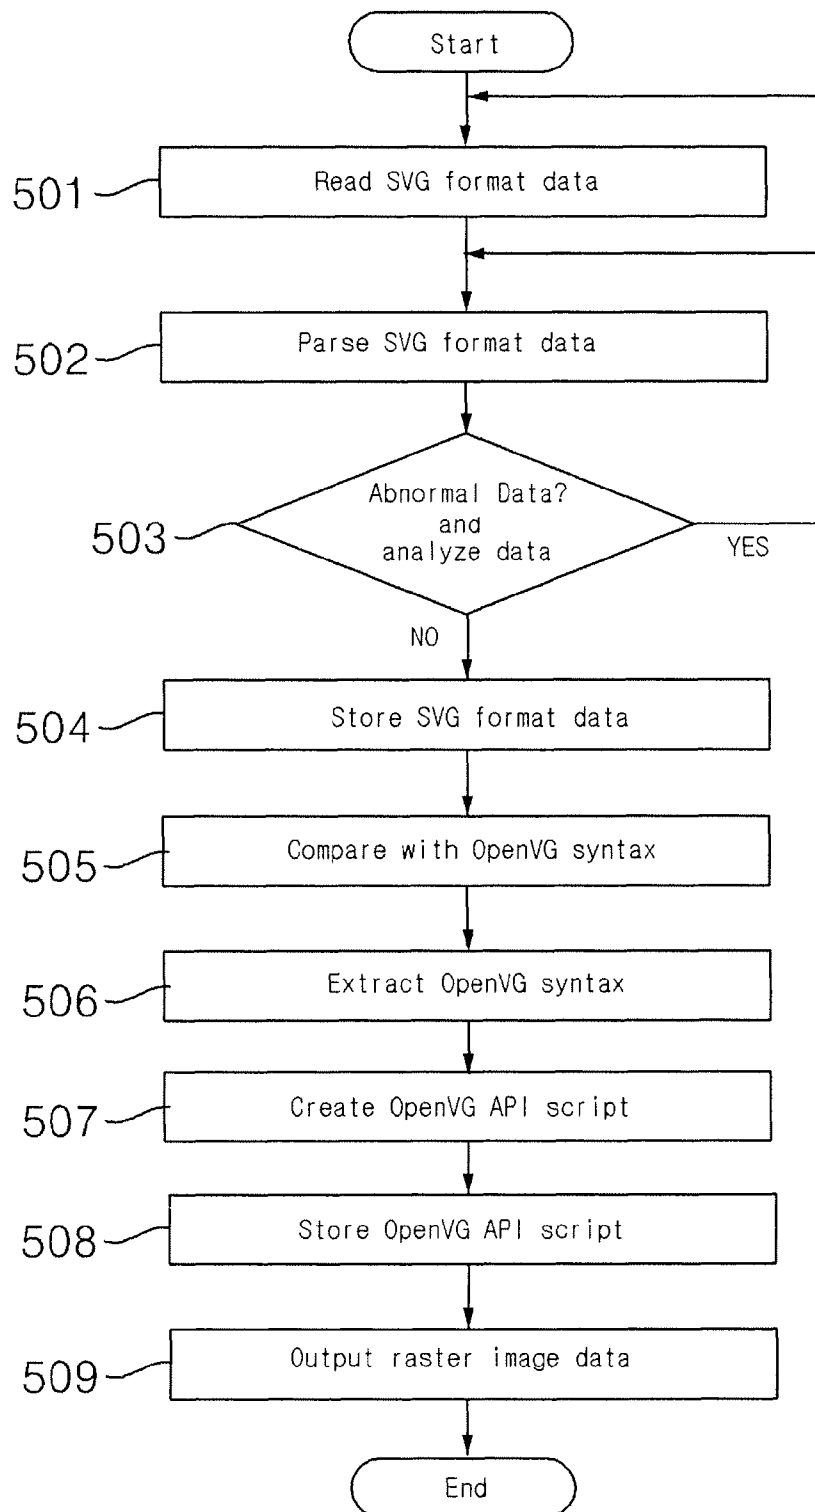 Start
501
Read SVG format data
502
Parse SVG format data
503
Abnormal Data?
and
analyze data
YES
NO
504
Store SVG format data
505
Compare with OpenVG syntax
506
Extract OpenVG syntax
507
Create OpenVG API script
508
Store OpenVG API script
509
Output raster image data
End